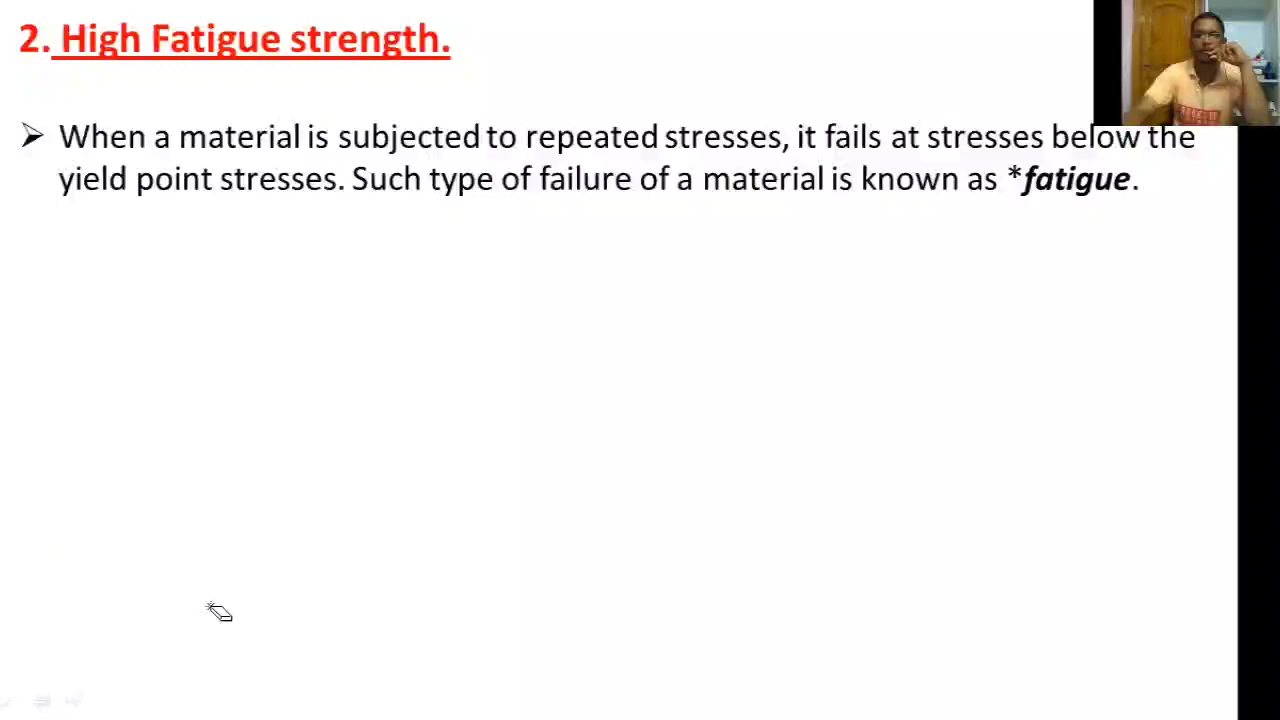 2. High Fatigue strength.
When a material is subjected to repeated stresses, it fails at stresses below the
yield point stresses. Such type of failure of a material is known as *fatigue.